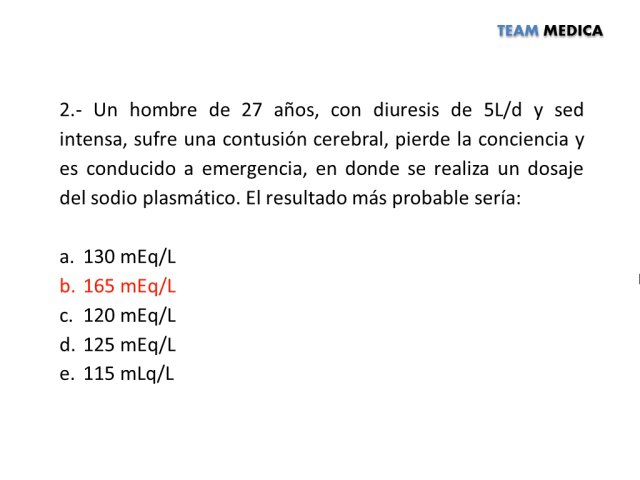 TEAM MEDICA
2.- Un hombre de 27 años, con diuresis de 5L/d y sed
intensa, sufre una contusión cerebral, pierde la conciencia y
es conducido a emergencia, en donde se realiza un dosaje
del sodio plasmático. El resultado más probable sería:
a. 130 mEq/L
b. 165 mEq/L
c. 120 mEq/L
d. 125 mEq/L
e. 115 mLq/L